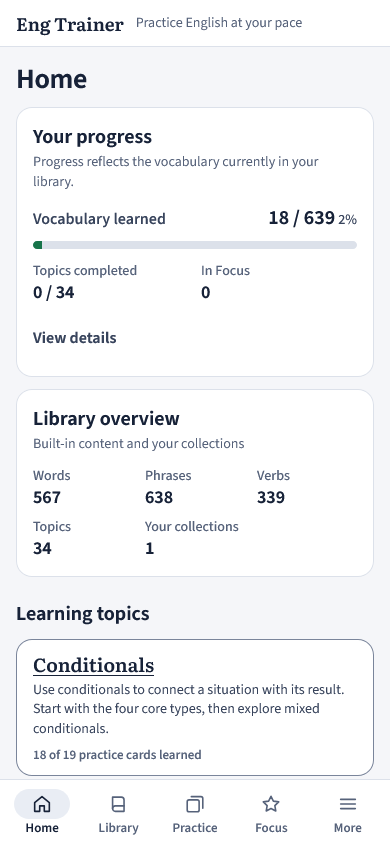 Eng Trainer Practice English at your pace
Home
Your progress
Progress reflects the vocabulary currently in your
library.
Vocabulary learned 18 / 639 2%
Topics completed In Focus
0 / 34 0
View details
Library overview
Built-in content and your collections
Words Phrases Verbs
567 638 339
Topics Your collections
34 1
Learning topics
Conditionals
Use conditionals to connect a situation with its result.
Start with the four core types, then explore mixed
conditionals.
18 of 19 practice cards learned
Home Library Practice Focus More